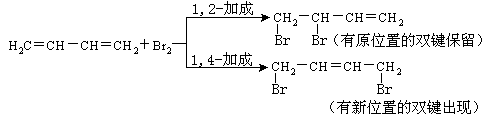 1,2-加成
CH₂—CH—CH=CH₂
Br Br(有原位置的双键保留)
H₂C=CH—CH=CH₂+Br₂
1,4-加成
CH₂—CH=CH—CH₂
Br Br
(有新位置的双键出现)